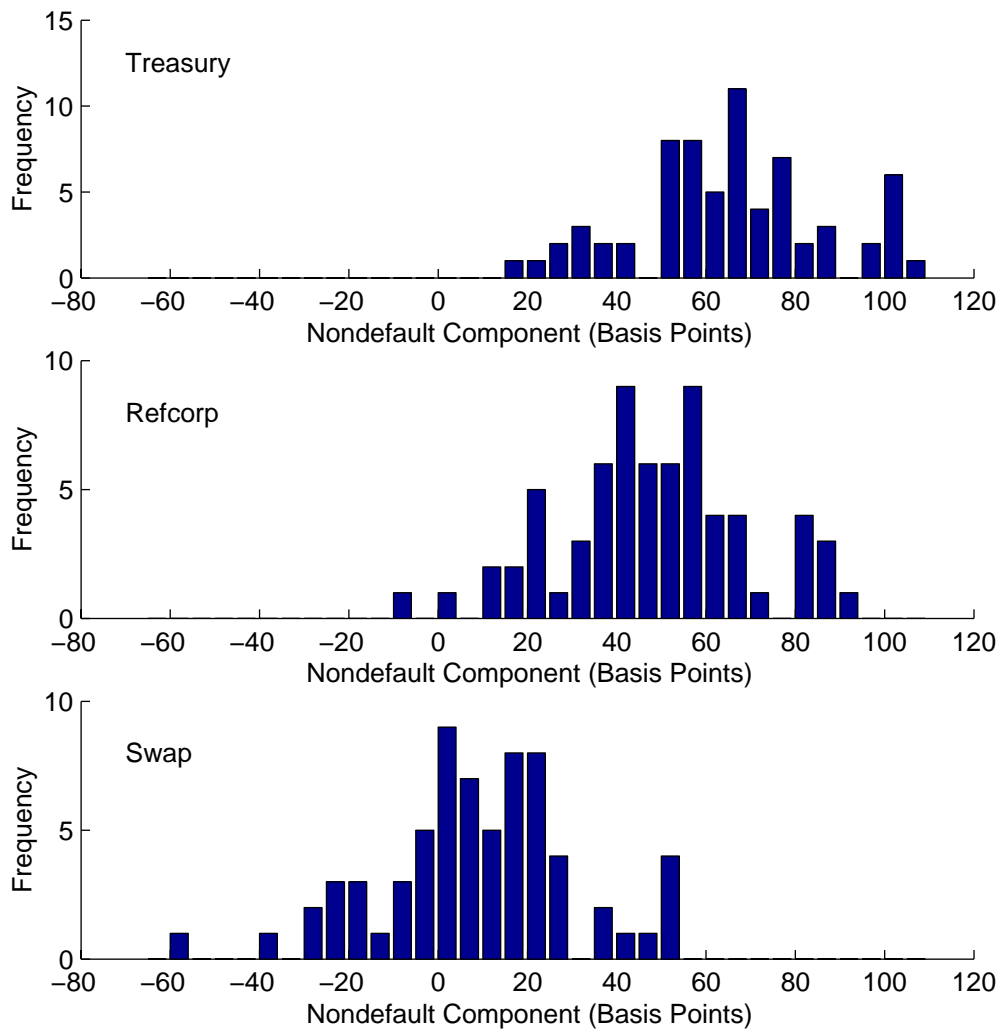 15
Treasury
10
Frequency
5
0
−80 −60 −40 −20 0 20 40 60 80 100 120
Nondefault Component (Basis Points)
10
Refcorp
Frequency
5
0
−80 −60 −40 −20 0 20 40 60 80 100 120
Nondefault Component (Basis Points)
10
Swap
Frequency
5
0
−80 −60 −40 −20 0 20 40 60 80 100 120
Nondefault Component (Basis Points)